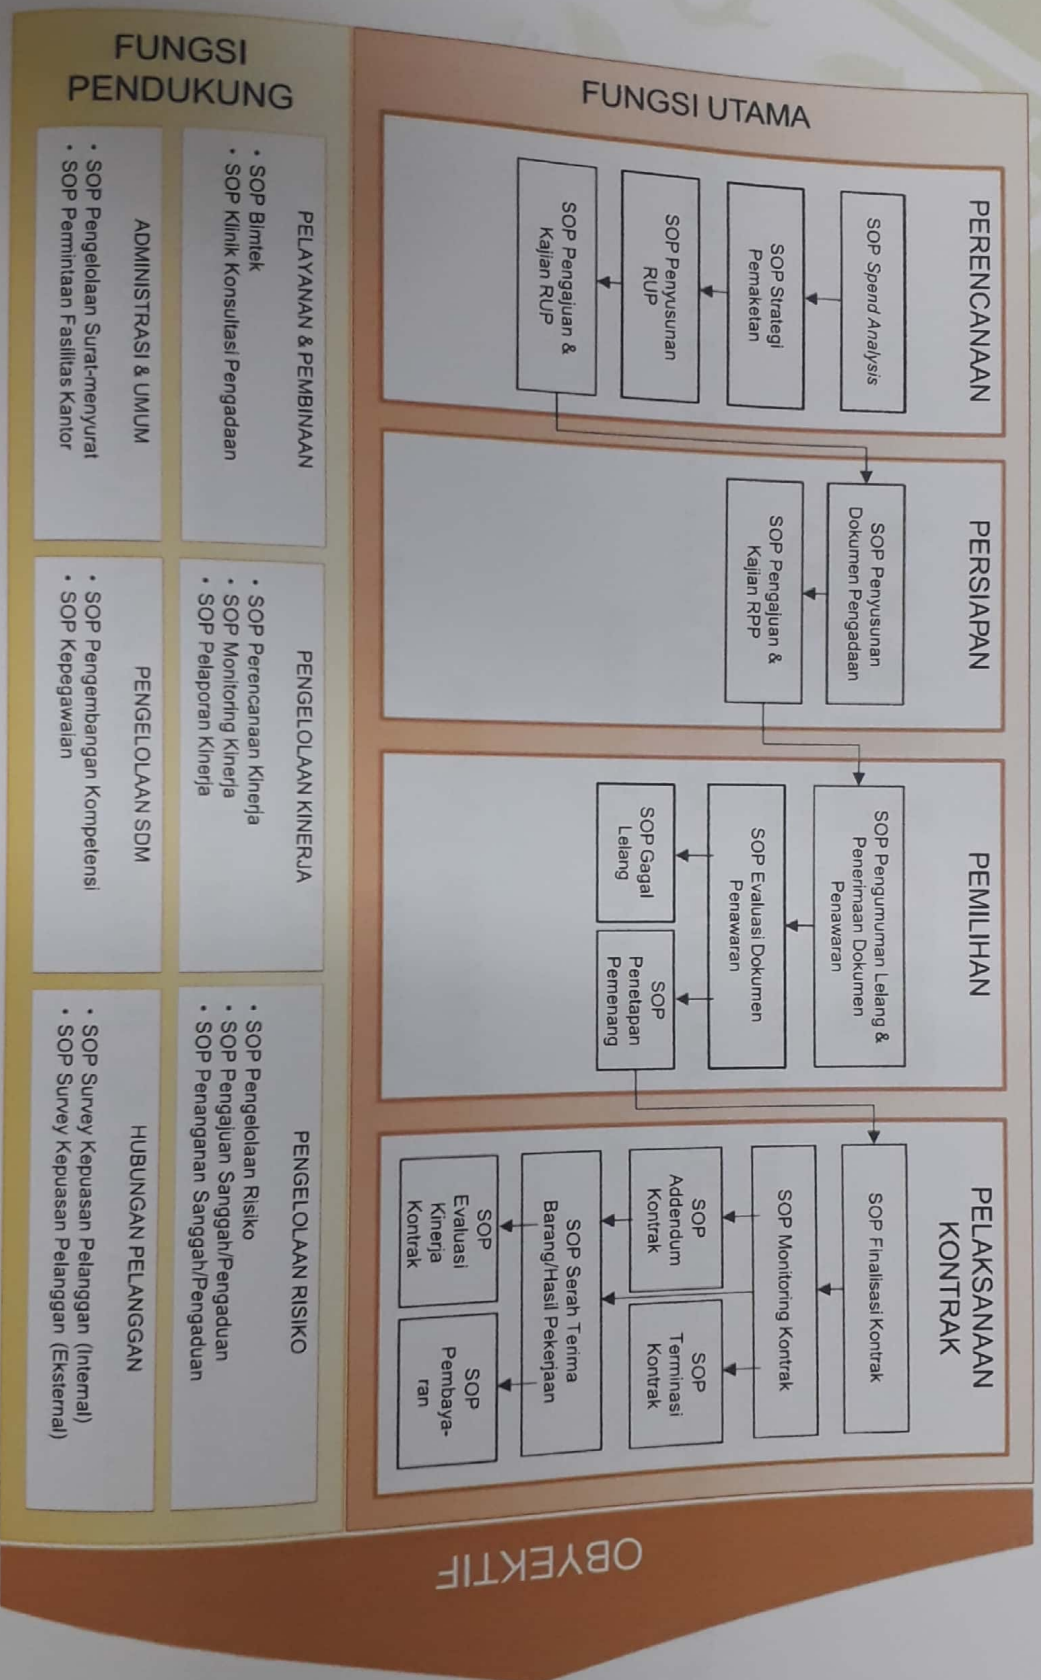 FUNGSI UTAMA
PERENCANAAN
SOP Spend Analysis
SOP Strategi
Pemaketan
SOP Penyusunan
RUP
SOP Pengajuan &
Kajian RUP
PERSIAPAN
SOP Penyusunan
Dokumen Pengadaan
SOP Pengajuan &
Kajian RPP
PEMILIHAN
SOP Pengumuman Lelang &
Penerimaan Dokumen
Penawaran
SOP Evaluasi Dokumen
Penawaran
SOP Gagal
Lelang
SOP
Penetapan
Pemenang
PELAKSANAAN
KONTRAK
SOP Finalisasi Kontrak
SOP Monitoring Kontrak
SOP
Addendum
Kontrak
SOP
Terminasi
Kontrak
SOP Serah Terima
Barang/Hasil Pekerjaan
SOP
Evaluasi
Kinerja
Kontrak
SOP
Pembaya-
ran
FUNGSI
PENDUKUNG
PELAYANAN & PEMBINAAN
• SOP Bimtek
• SOP Klinik Konsultasi Pengadaan
PENGELOLAAN KINERJA
• SOP Perencanaan Kinerja
• SOP Monitoring Kinerja
• SOP Pelaporan Kinerja
PENGELOLAAN RISIKO
• SOP Pengelolaan Risiko
• SOP Pengajuan Sanggah/Pengaduan
• SOP Penanganan Sanggah/Pengaduan
ADMINISTRASI & UMUM
• SOP Pengelolaan Surat-menyurat
• SOP Permintaan Fasilitas Kantor
PENGELOLAAN SDM
• SOP Pengembangan Kompetensi
• SOP Kepegawaian
HUBUNGAN PELANGGAN
• SOP Survey Kepuasan Pelanggan (Internal)
• SOP Survey Kepuasan Pelanggan (Eksternal)
OBYEKTIF